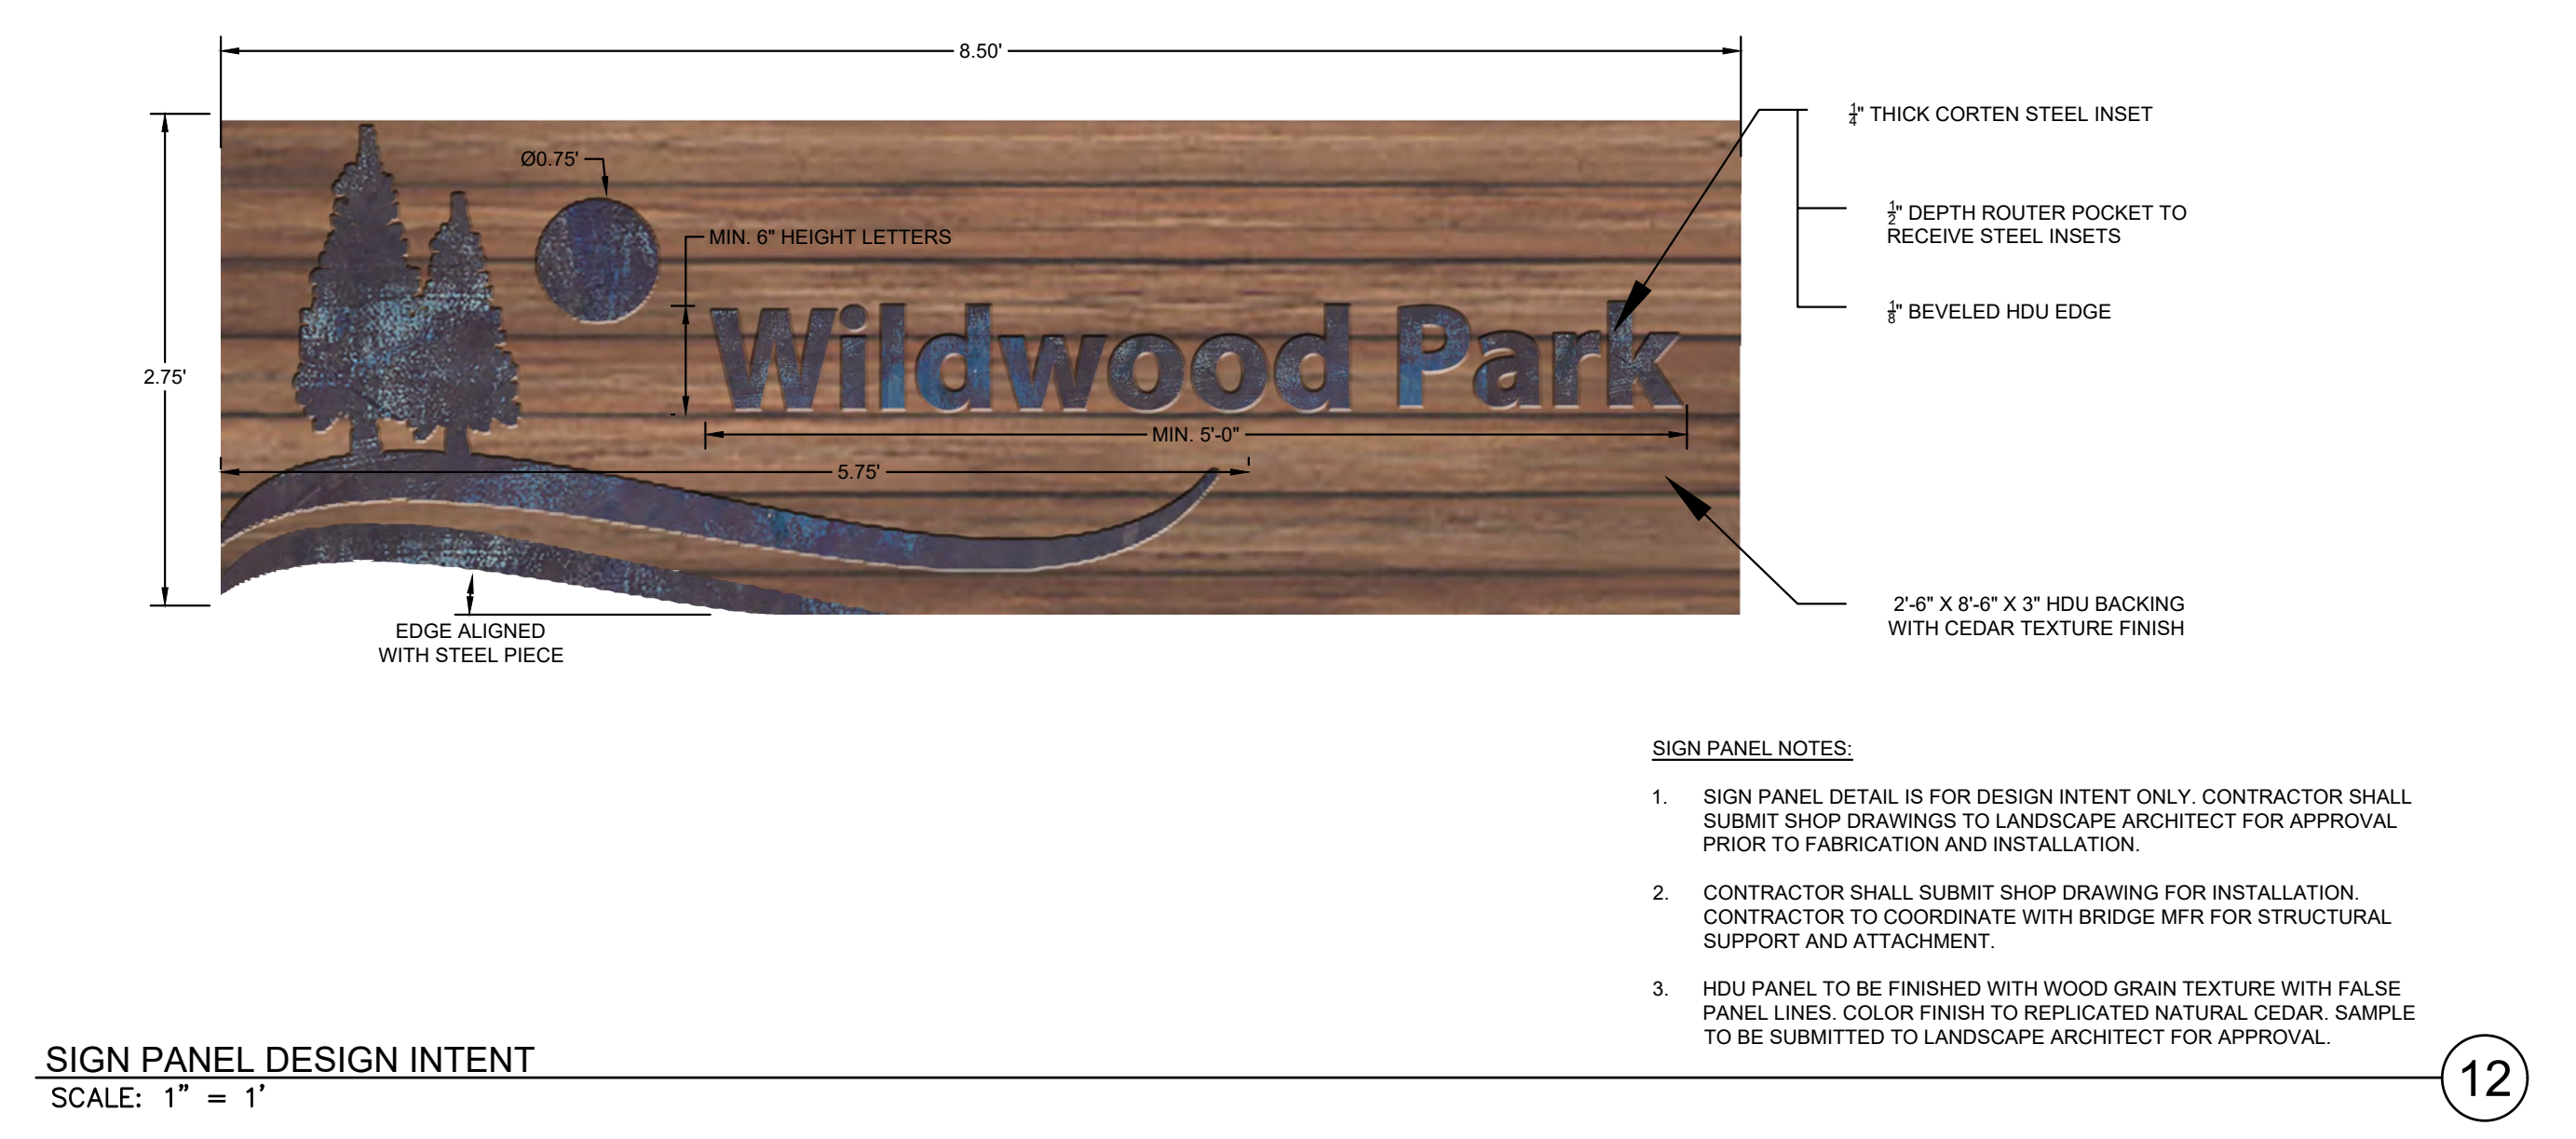 8.50'
¼" THICK CORTEN STEEL INSET
Ø0.75'
½" DEPTH ROUTER POCKET TO
RECEIVE STEEL INSETS
MIN. 6" HEIGHT LETTERS
⅛" BEVELED HDU EDGE
Wildwood Park
2.75'
MIN. 5'-0"
5.75'
2'-6" X 8'-6" X 3" HDU BACKING
WITH CEDAR TEXTURE FINISH
EDGE ALIGNED
WITH STEEL PIECE
SIGN PANEL NOTES:
1. SIGN PANEL DETAIL IS FOR DESIGN INTENT ONLY. CONTRACTOR SHALL
SUBMIT SHOP DRAWINGS TO LANDSCAPE ARCHITECT FOR APPROVAL
PRIOR TO FABRICATION AND INSTALLATION.
2. CONTRACTOR SHALL SUBMIT SHOP DRAWING FOR INSTALLATION.
CONTRACTOR TO COORDINATE WITH BRIDGE MFR FOR STRUCTURAL
SUPPORT AND ATTACHMENT.
3. HDU PANEL TO BE FINISHED WITH WOOD GRAIN TEXTURE WITH FALSE
PANEL LINES. COLOR FINISH TO REPLICATED NATURAL CEDAR. SAMPLE
TO BE SUBMITTED TO LANDSCAPE ARCHITECT FOR APPROVAL.
SIGN PANEL DESIGN INTENT
SCALE: 1" = 1'
12